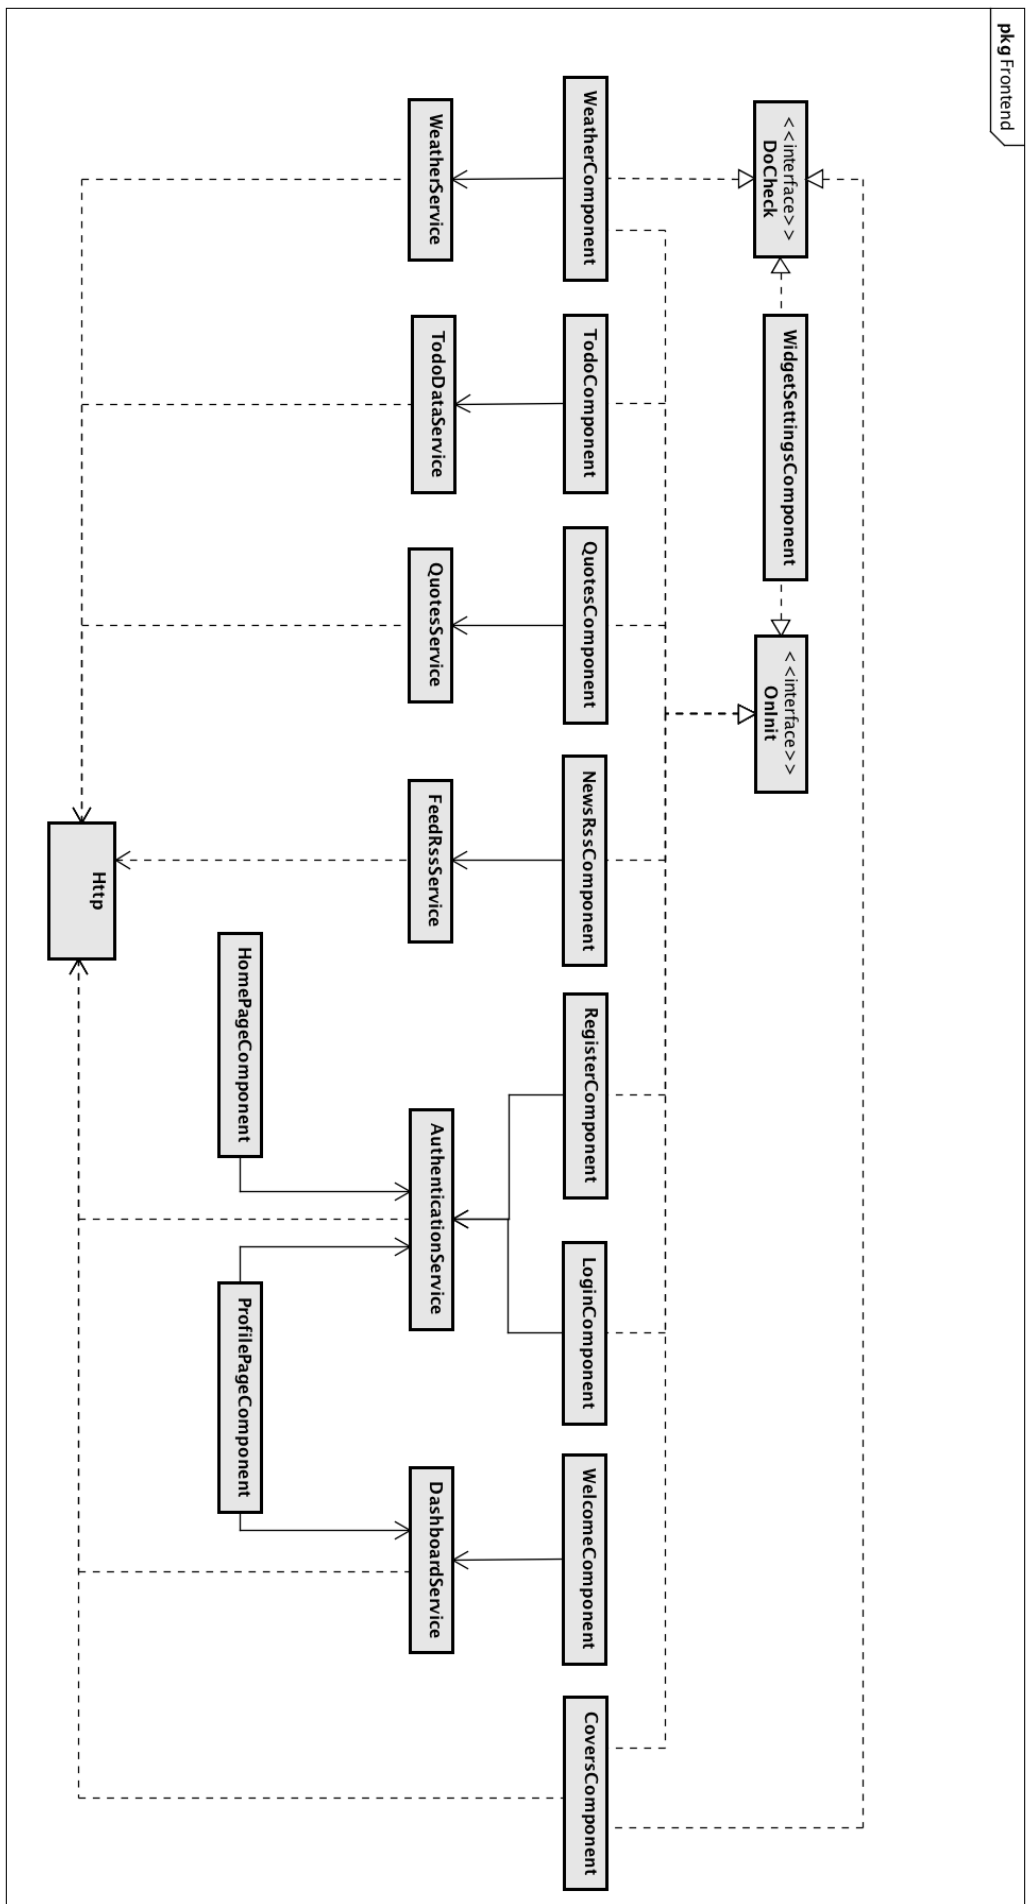 pkg Frontend
<<interface>>
DoCheck
WidgetSettingsComponent
<<interface>>
OnInit
WeatherComponent
TodoComponent
QuotesComponent
NewsRssComponent
RegisterComponent
LoginComponent
WelcomeComponent
CoversComponent
WeatherService
TodoDataService
QuotesService
FeedRssService
AuthenticationService
DashboardService
HomePageComponent
ProfilePageComponent
Http